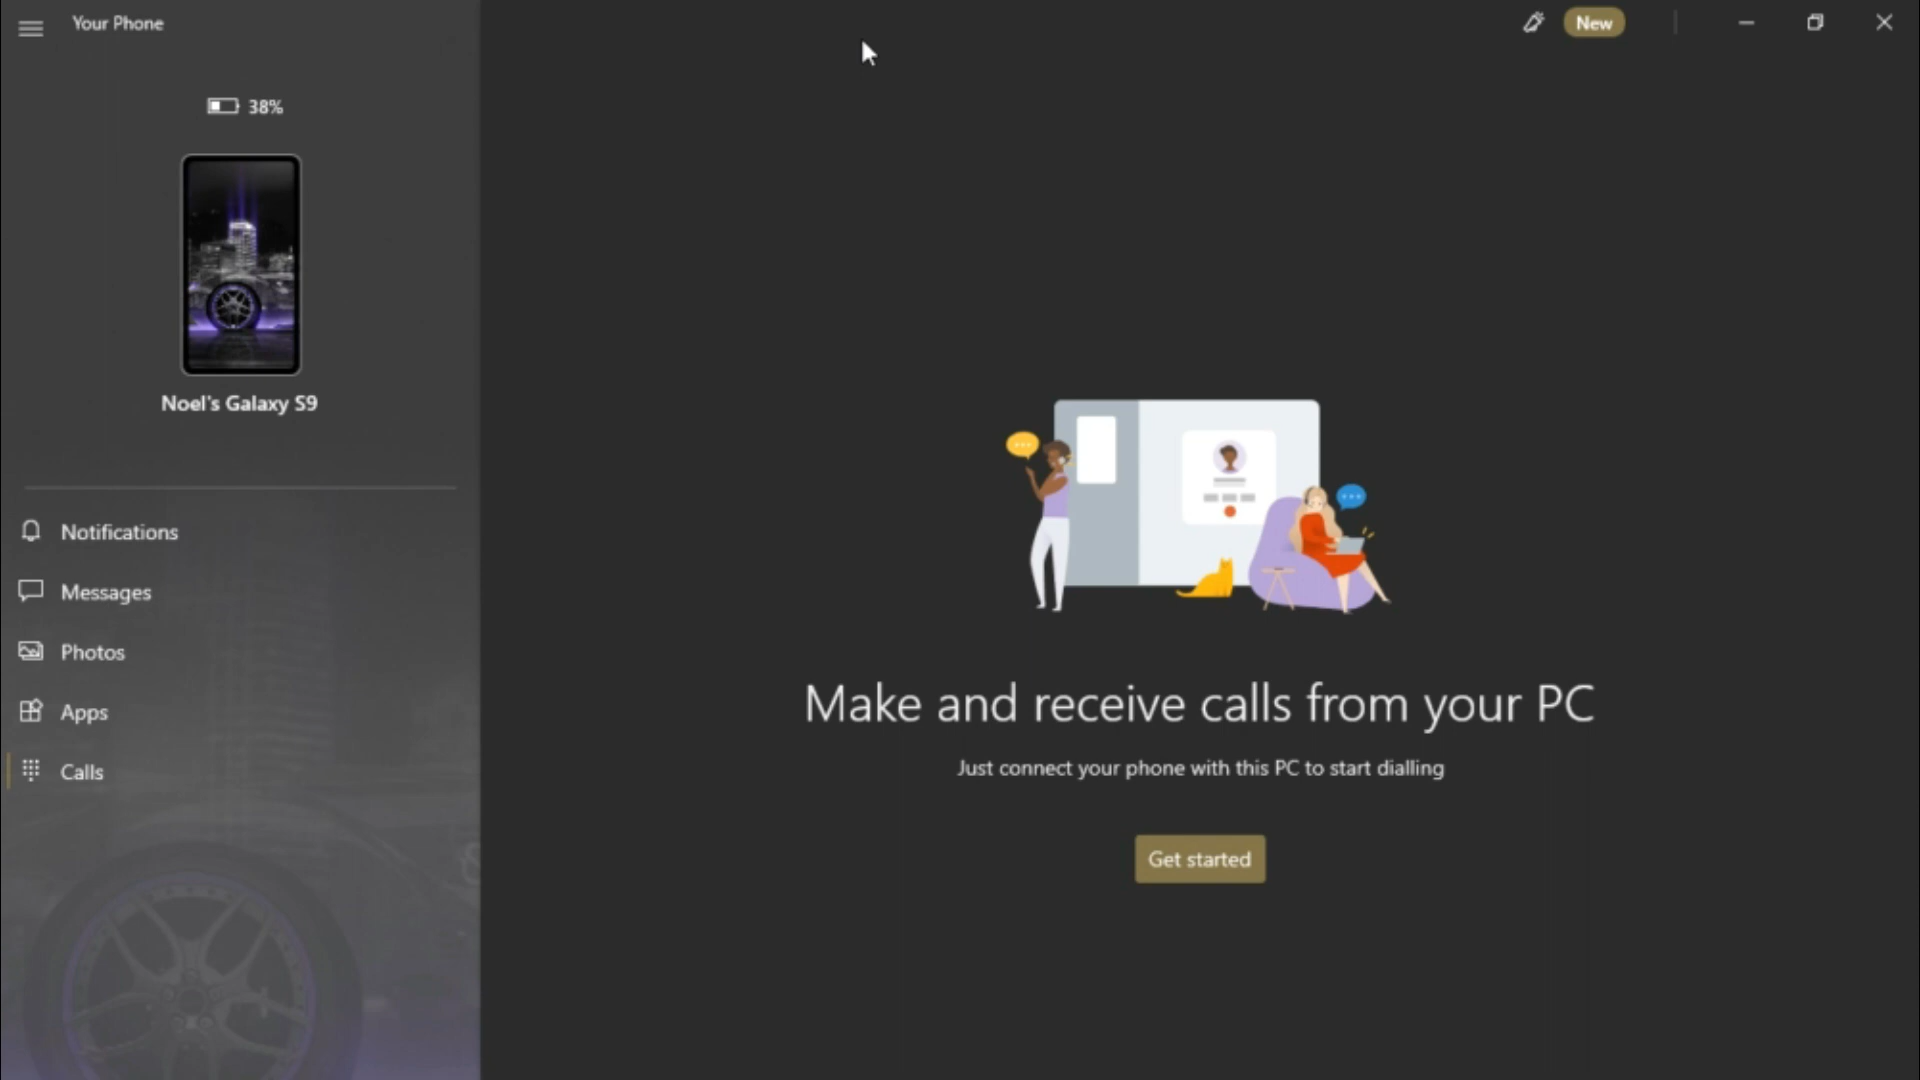 Your Phone
New
38%
Noel's Galaxy S9
Notifications
Messages
Photos
Apps
Calls
Make and receive calls from your PC
Just connect your phone with this PC to start dialling
Get started